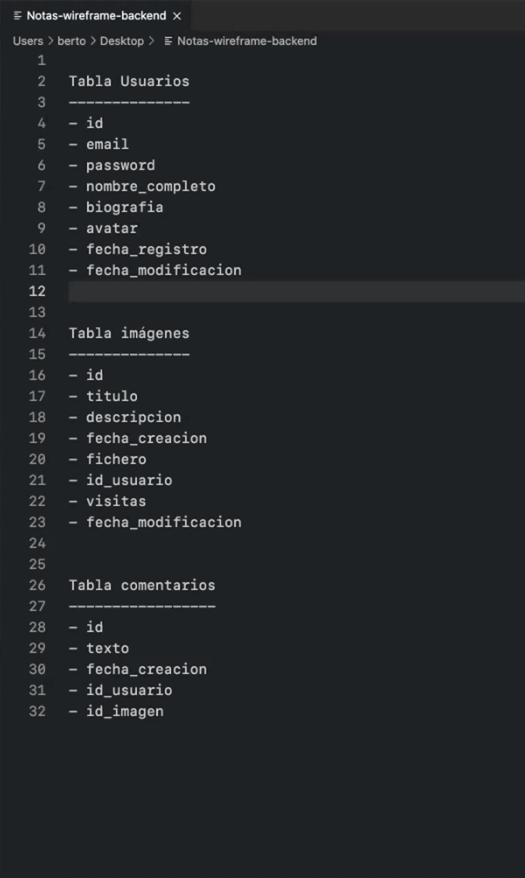 Notas-wireframe-backend ×
Users > berto > Desktop > Notas-wireframe-backend
1
2 Tabla Usuarios
3 --------------
4 - id
5 - email
6 - password
7 - nombre_completo
8 - biografia
9 - avatar
10 - fecha_registro
11 - fecha_modificacion
12
13
14 Tabla imágenes
15 --------------
16 - id
17 - titulo
18 - descripcion
19 - fecha_creacion
20 - fichero
21 - id_usuario
22 - visitas
23 - fecha_modificacion
24
25
26 Tabla comentarios
27 -----------------
28 - id
29 - texto
30 - fecha_creacion
31 - id_usuario
32 - id_imagen